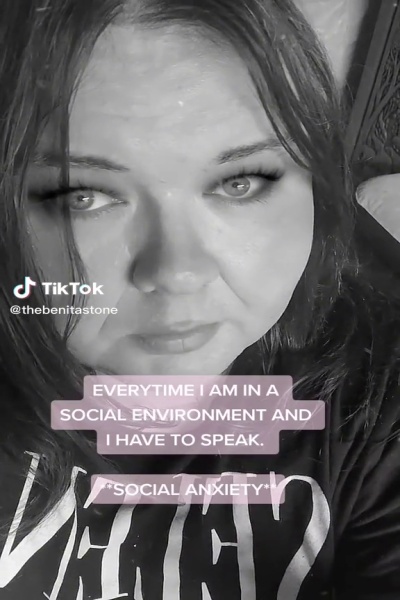 TikTok
@thebenitastone
EVERYTIME I AM IN A
SOCIAL ENVIRONMENT AND
I HAVE TO SPEAK.
**SOCIAL ANXIETY**